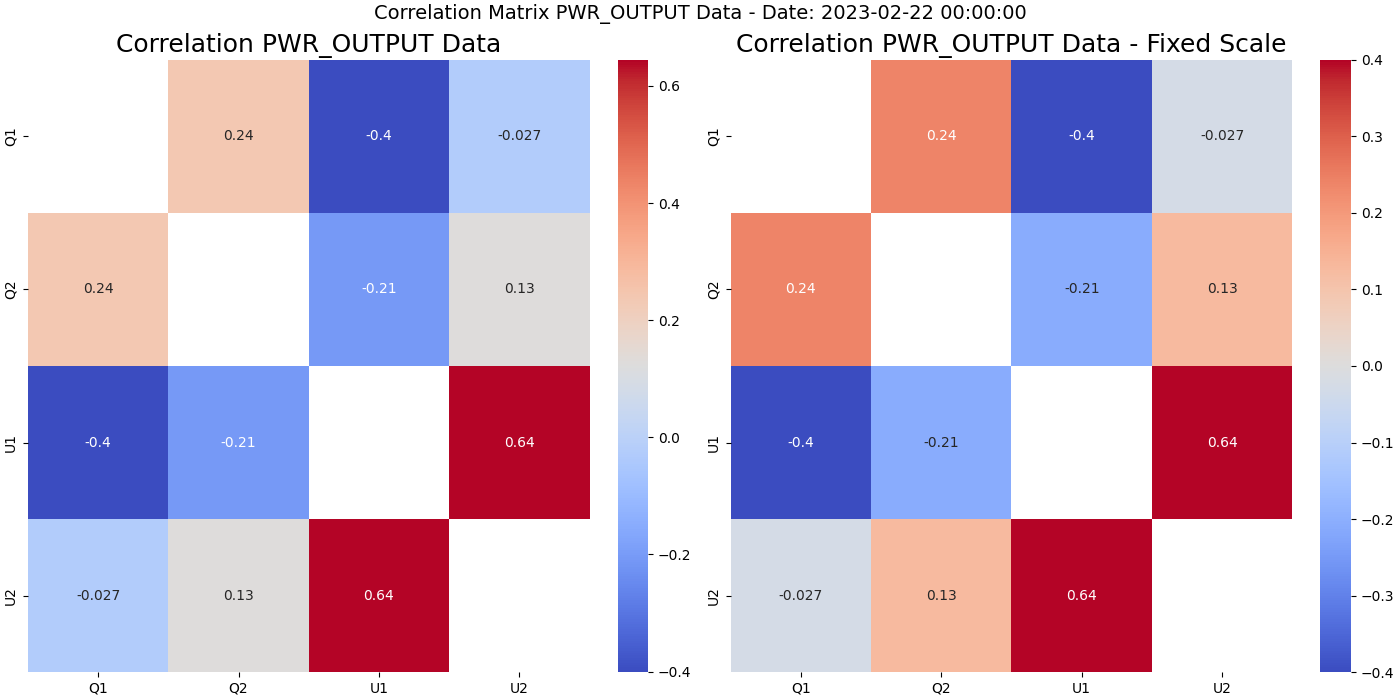 Correlation Matrix PWR_OUTPUT Data - Date: 2023-02-22 00:00:00
Correlation PWR_OUTPUT Data
Q1
0.24
-0.4
-0.027
Q2
0.24
-0.21
0.13
U1
-0.4
-0.21
0.64
U2
-0.027
0.13
0.64
Q1
Q2
U1
U2
0.6
0.4
0.2
0.0
−0.2
−0.4
Correlation PWR_OUTPUT Data - Fixed Scale
Q1
0.24
-0.4
-0.027
Q2
0.24
-0.21
0.13
U1
-0.4
-0.21
0.64
U2
-0.027
0.13
0.64
Q1
Q2
U1
U2
0.4
0.3
0.2
0.1
0.0
−0.1
−0.2
−0.3
−0.4